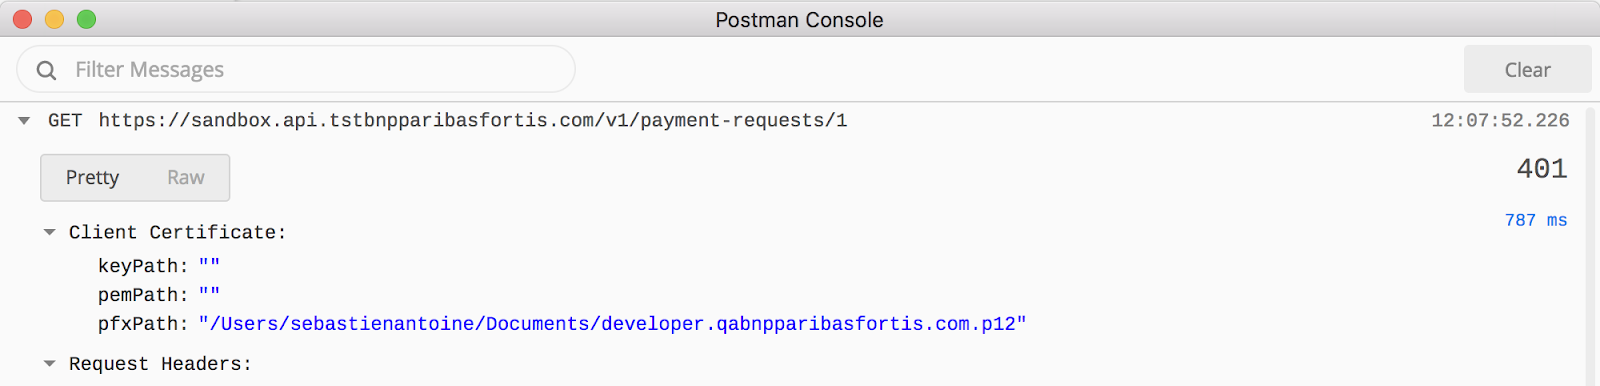 Postman Console
Filter Messages
Clear
GET https://sandbox.api.tstbnpparibasfortis.com/v1/payment-requests/1 12:07:52.226
Pretty Raw 401
787 ms
Client Certificate:
keyPath: ""
pemPath: ""
pfxPath: "/Users/sebastienantoine/Documents/developer.qabnpparibasfortis.com.p12"
Request Headers: